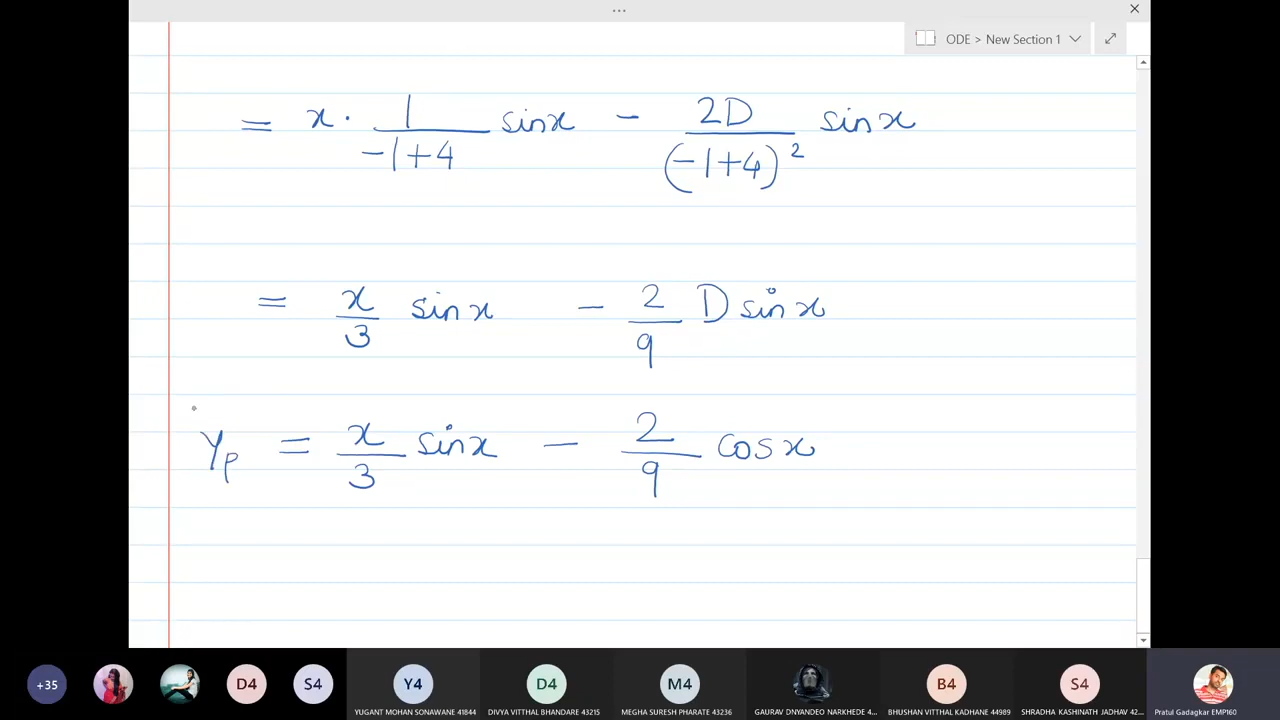 ...
ODE > New Section 1
= x · 1/(-1+4) sinx - 2D/(-1+4)² sinx
= x/3 sinx - 2/9 D sinx
Yp = x/3 sinx - 2/9 cosx
+35 D4 S4 Y4 D4 M4 B4 S4
YUGANT MOHAN SONAWANE 41844 DIVYA VITTHAL BHANDARE 43215 MEGHA SURESH PHARATE 43236 GAURAV DNYANDEO NARKHEDE 4... BHUSHAN VITTHAL KADHANE 44989 SHRADHA KASHINATH JADHAV 42... Pratul Gadagkar EMP160